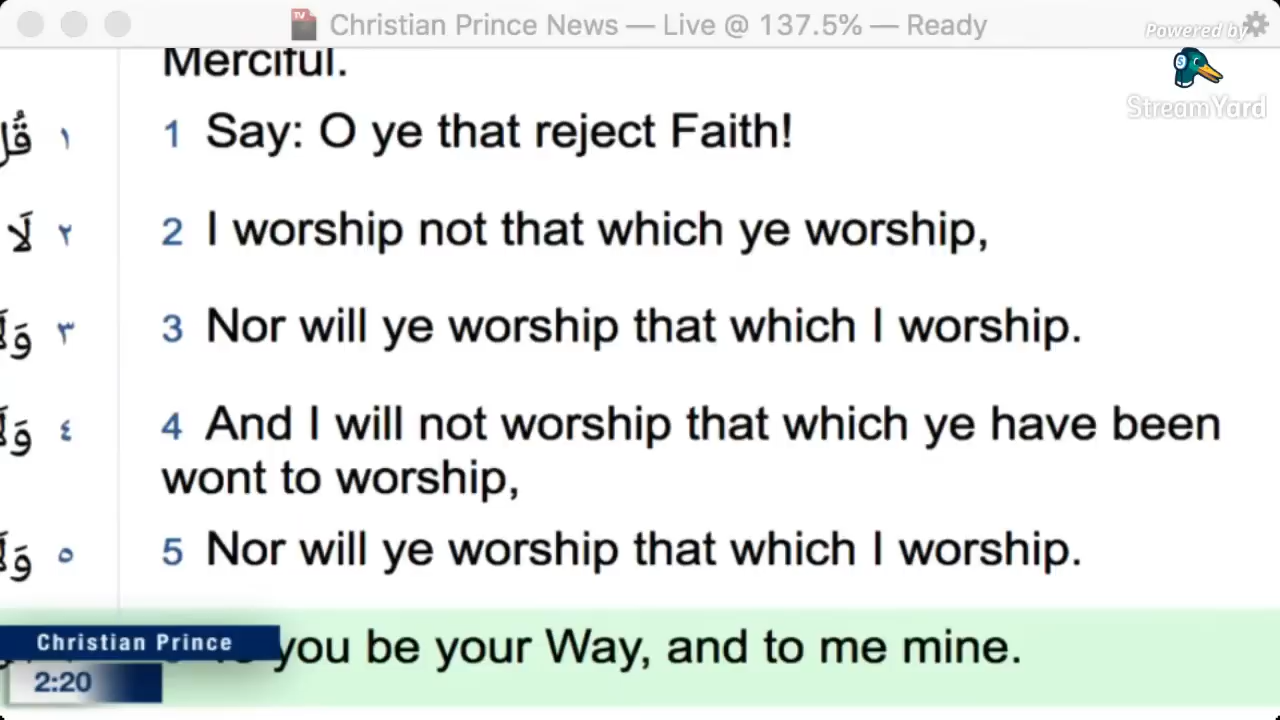 Christian Prince News — Live @ 137.5% — Ready
Powered by
StreamYard
Merciful.
١ 1 Say: O ye that reject Faith!
لَا ٢ 2 I worship not that which ye worship,
٣ 3 Nor will ye worship that which I worship.
٤ 4 And I will not worship that which ye have been
wont to worship,
٥ 5 Nor will ye worship that which I worship.
you be your Way, and to me mine.
Christian Prince
2:20